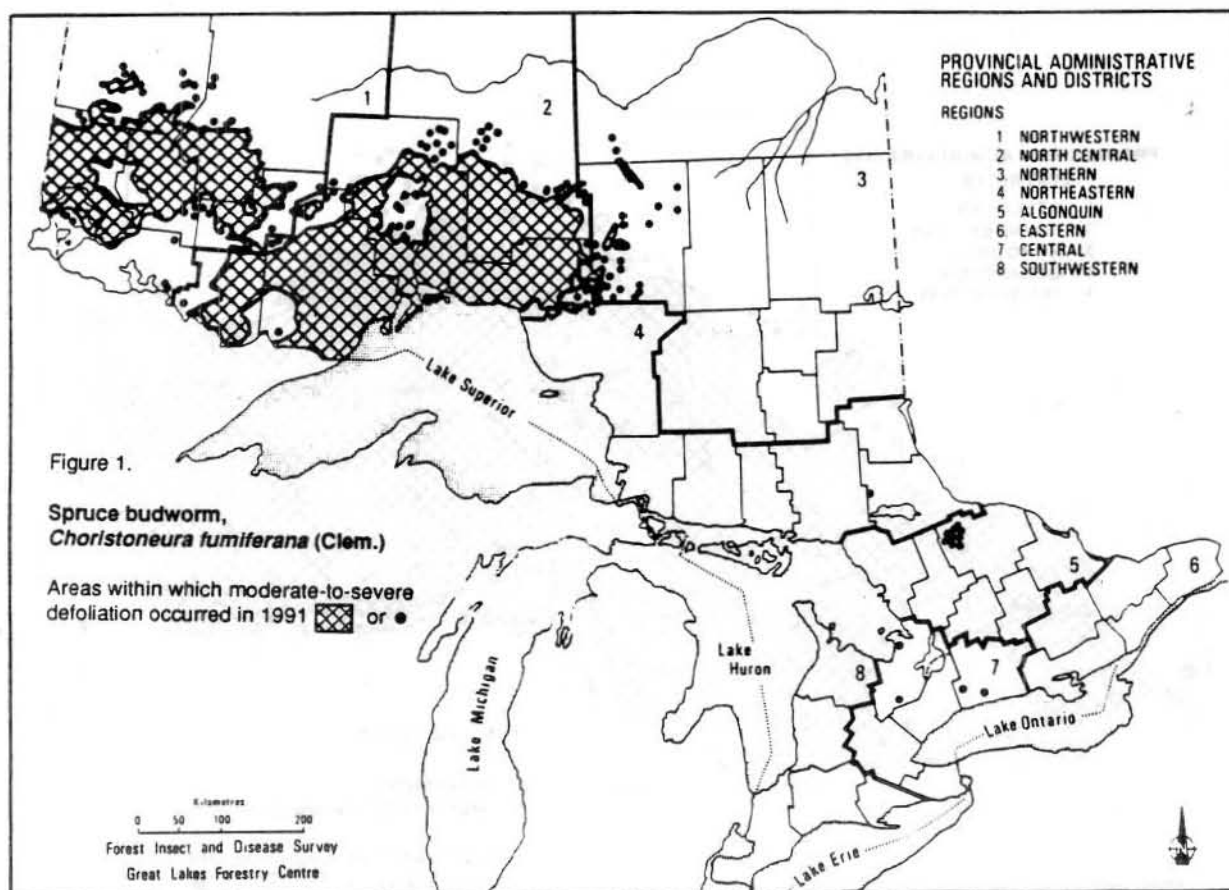 PROVINCIAL ADMINISTRATIVE
REGIONS AND DISTRICTS
REGIONS
1 NORTHWESTERN
2 NORTH CENTRAL
3 NORTHERN
4 NORTHEASTERN
5 ALGONQUIN
6 EASTERN
7 CENTRAL
8 SOUTHWESTERN
1
2
3
4
5
6
7
8
Lake Superior
Lake Michigan
Lake
Huron
Lake Ontario
Lake Erie
Figure 1.
Spruce budworm,
Choristoneura fumiferana (Clem.)
Areas within which moderate-to-severe
defoliation occurred in 1991 or
Kilometres
0 50 100 200
Forest Insect and Disease Survey
Great Lakes Forestry Centre
N